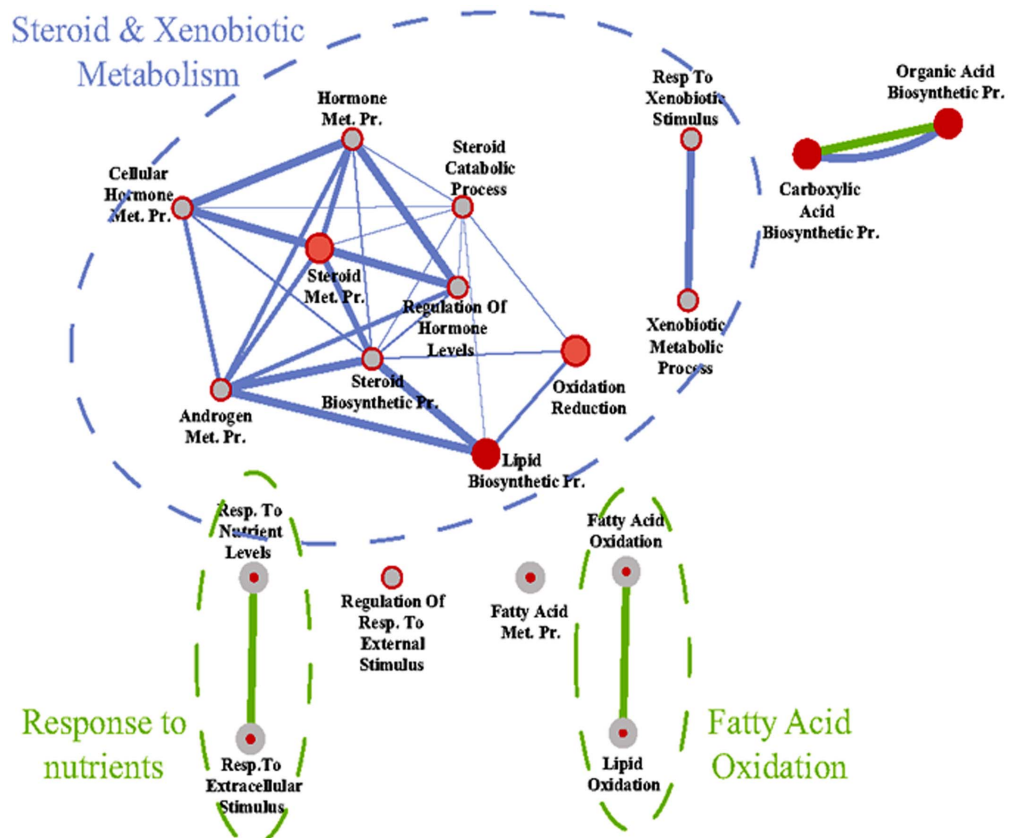 Steroid & Xenobiotic
Metabolism
Hormone
Met. Pr.
Steroid
Catabolic
Process
Cellular
Hormone
Met. Pr.
Steroid
Met. Pr.
Regulation Of
Hormone
Levels
Steroid
Biosynthetic Pr.
Oxidation
Reduction
Androgen
Met. Pr.
Lipid
Biosynthetic Pr.
Resp To
Xenobiotic
Stimulus
Xenobiotic
Metabolic
Process
Organic Acid
Biosynthetic Pr.
Carboxylic
Acid
Biosynthetic Pr.
Resp. To
Nutrient
Levels
Regulation Of
Resp. To
External
Stimulus
Fatty Acid
Met. Pr.
Fatty Acid
Oxidation
Response to
nutrients
Resp.To
Extracellular
Stimulus
Lipid
Oxidation
Fatty Acid
Oxidation